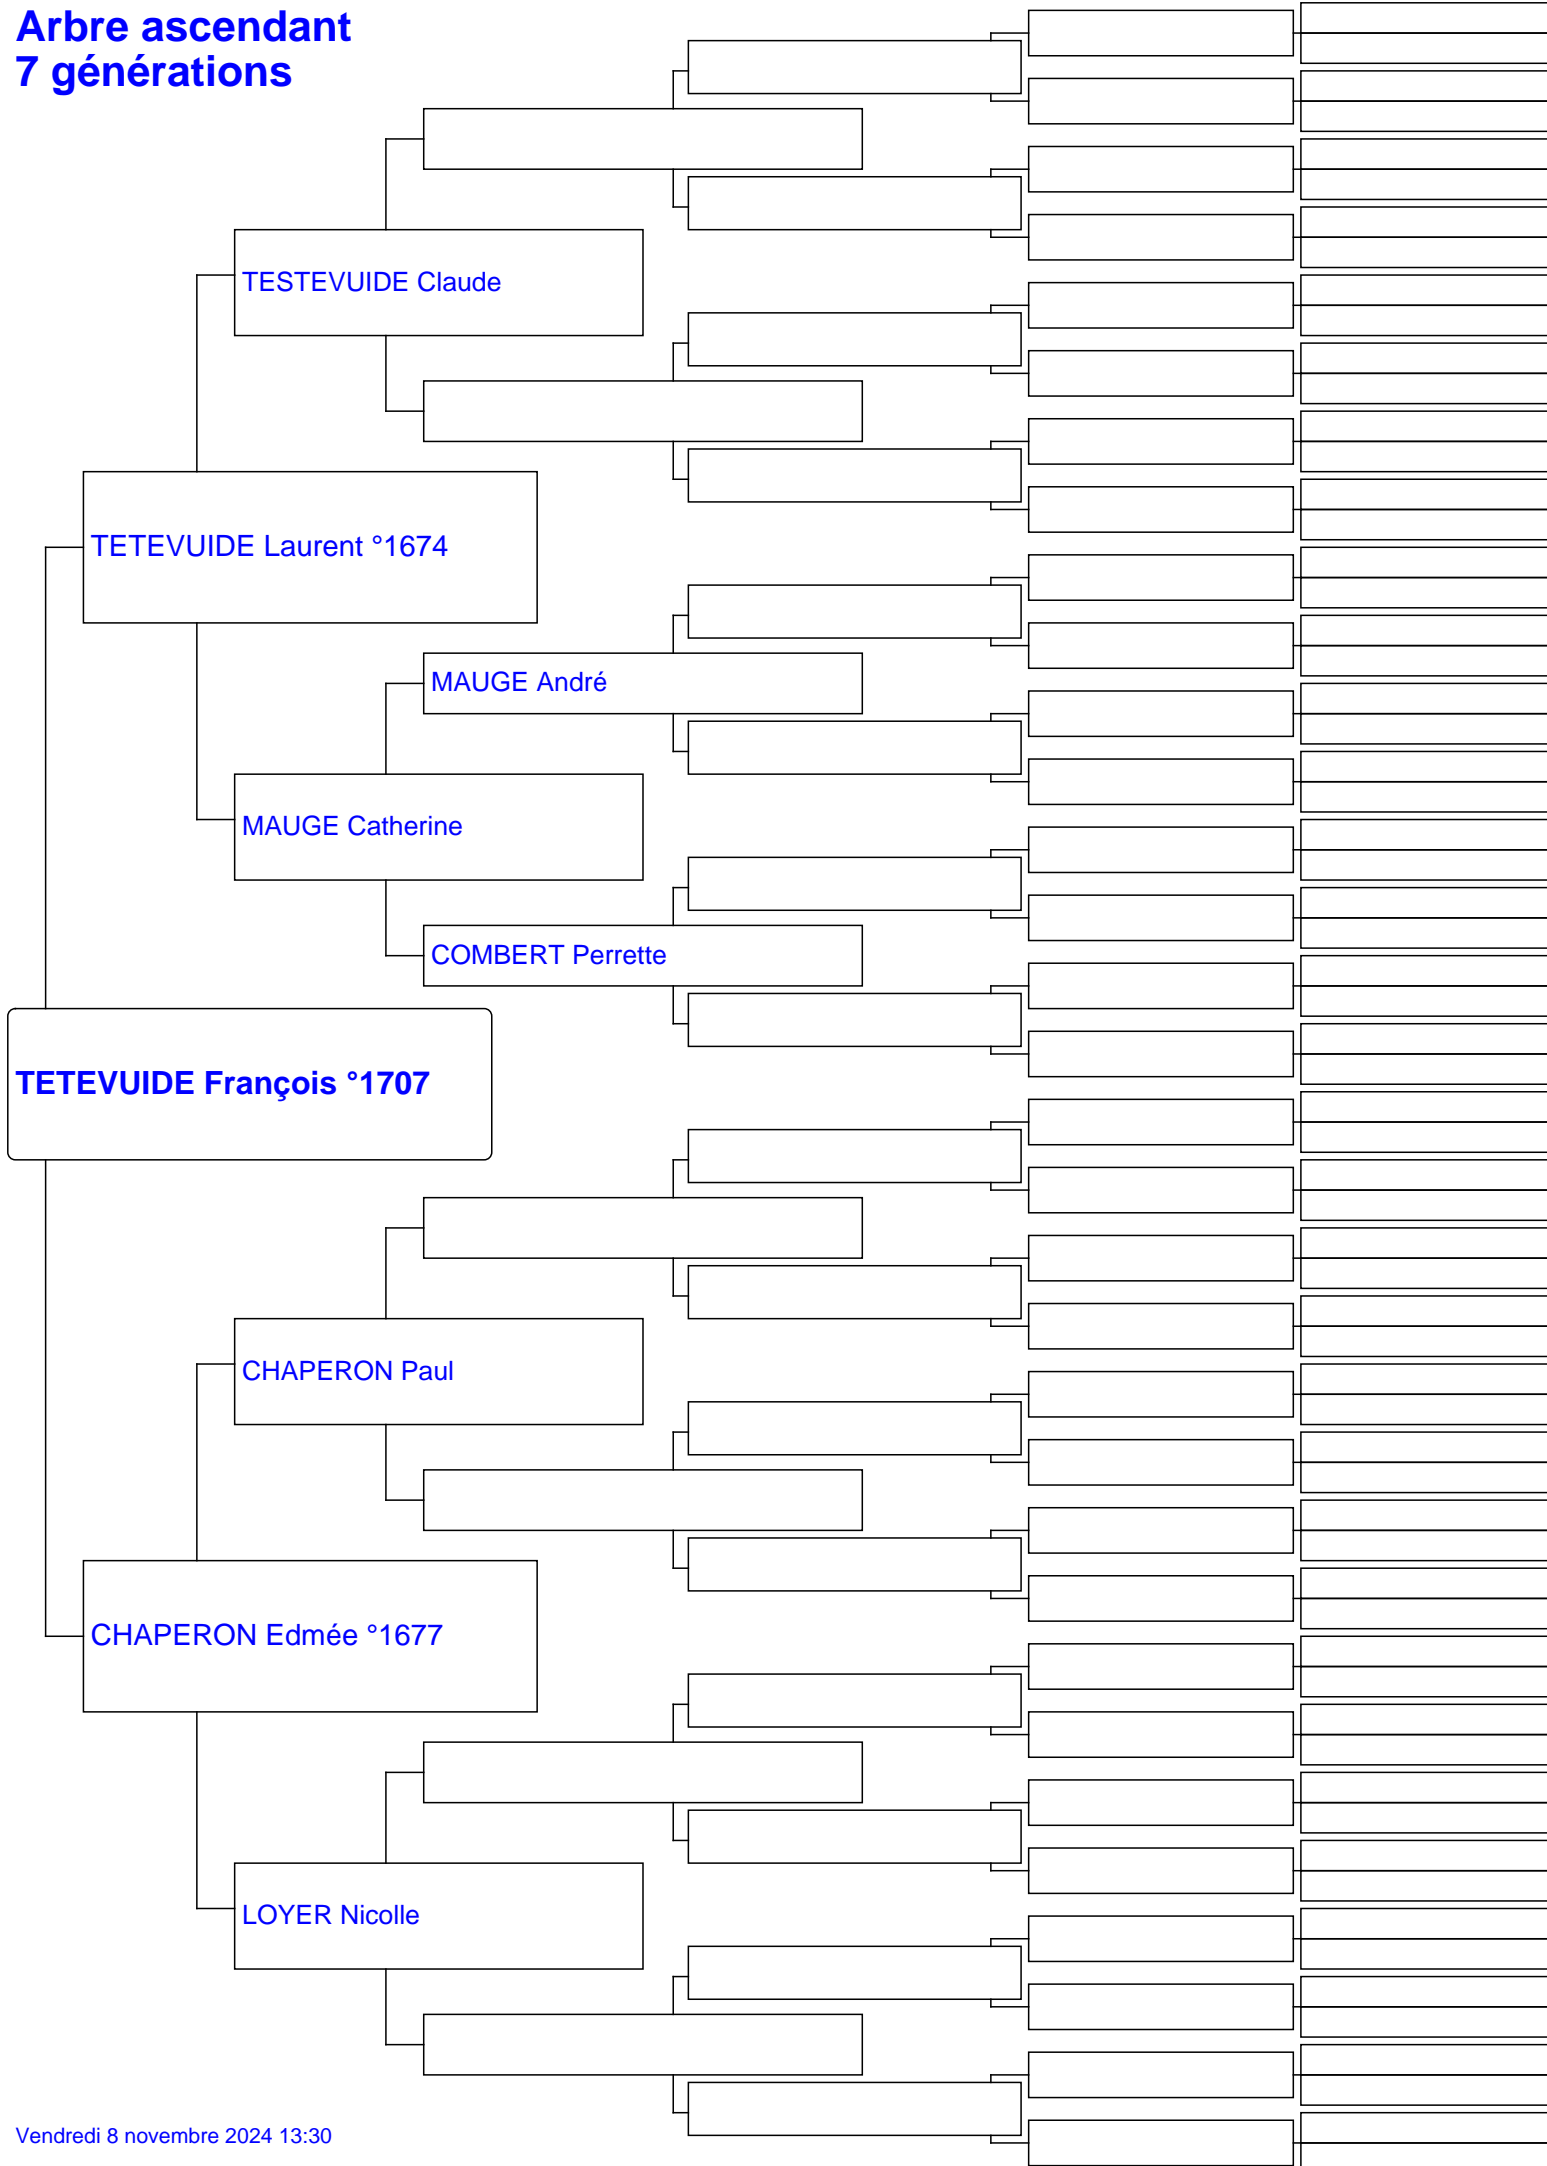 Arbre ascendant
7 générations
TESTEVUIDE Claude
TETEVUIDE Laurent °1674
MAUGE André
MAUGE Catherine
COMBERT Perrette
TETEVUIDE François °1707
CHAPERON Paul
CHAPERON Edmée °1677
LOYER Nicolle
Vendredi 8 novembre 2024 13:30